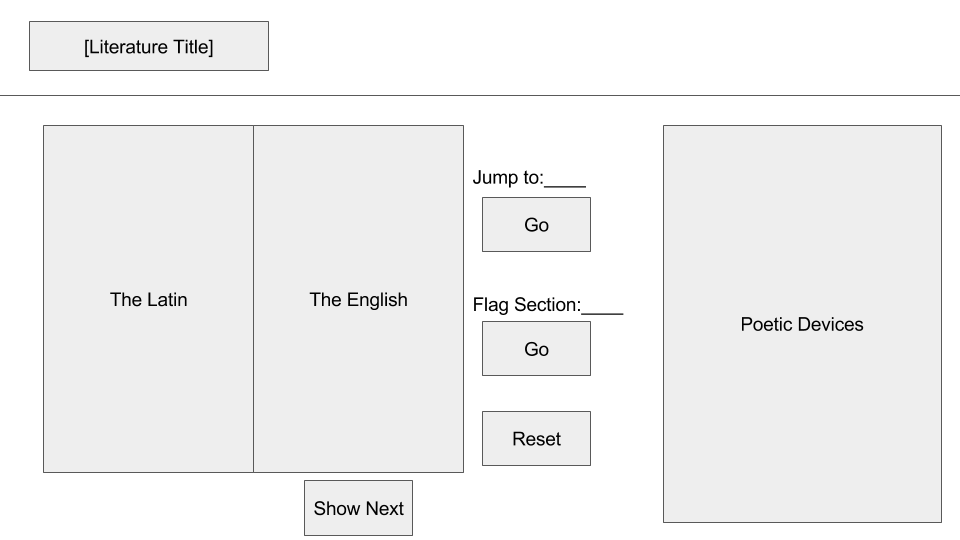 [Literature Title]
The Latin
The English
Jump to:____
Go
Flag Section:____
Go
Reset
Show Next
Poetic Devices